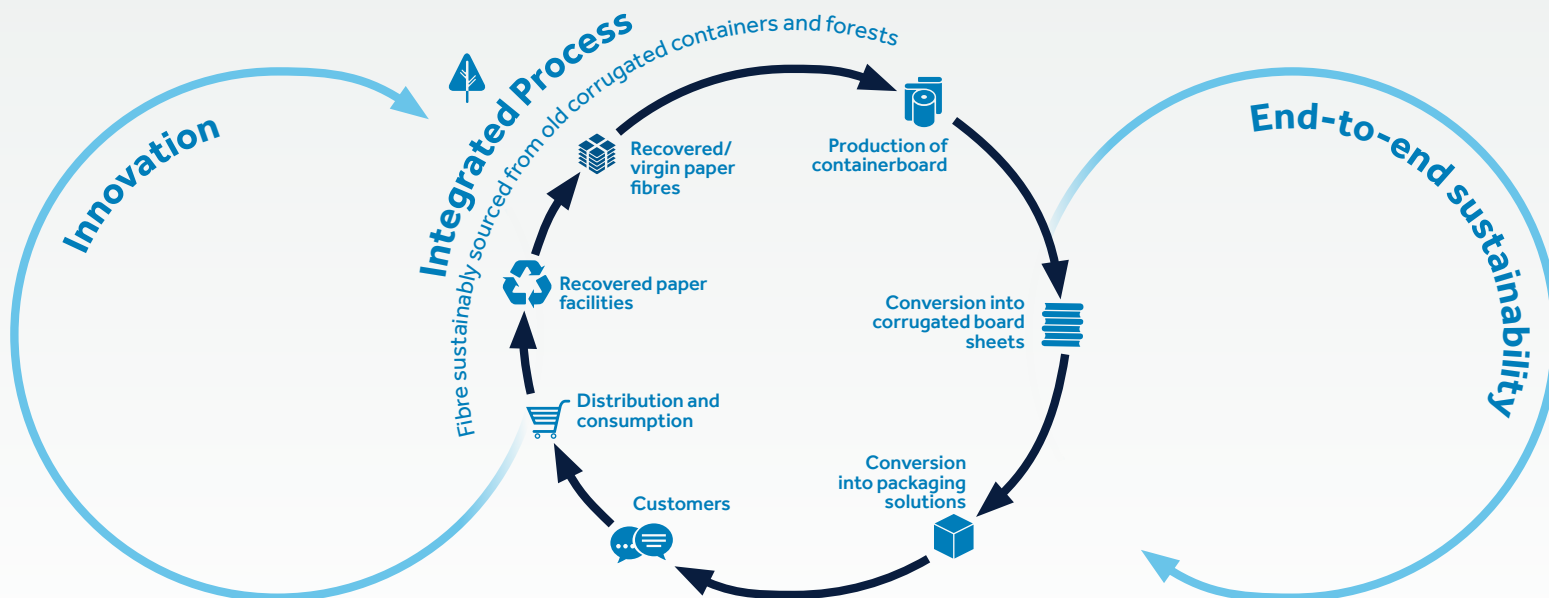 Innovation
Integrated Process
Fibre sustainably sourced from old corrugated containers and forests
Recovered/
virgin paper
fibres
Production of
containerboard
Conversion into
corrugated board
sheets
Conversion
into packaging
solutions
Customers
Distribution and
consumption
Recovered paper
facilities
End-to-end sustainability